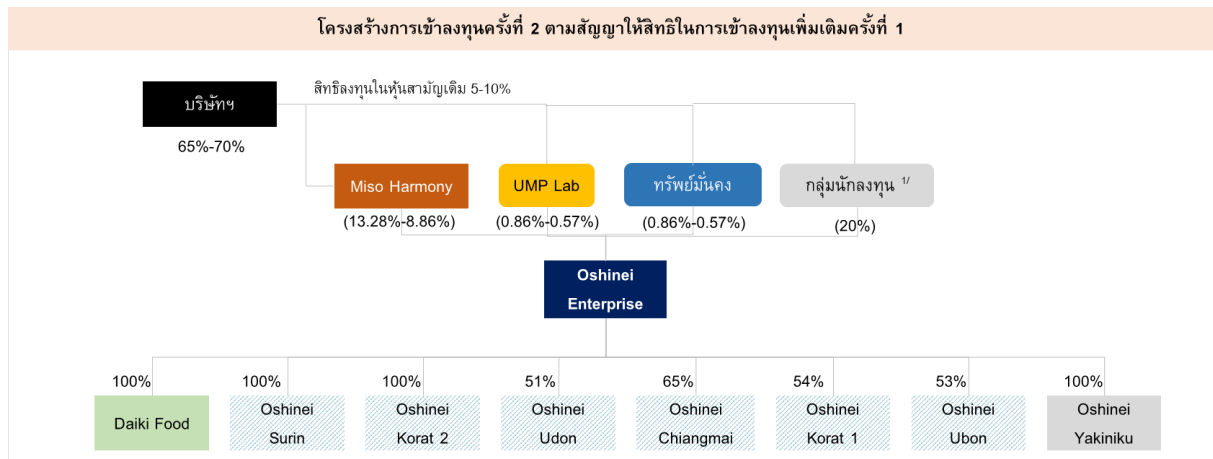 โครงสร้างการเข้าลงทุนครั้งที่ 2 ตามสัญญาให้สิทธิในการเข้าลงทุนเพิ่มเติมครั้งที่ 1
บริษัทฯ
สิทธิลงทุนในหุ้นสามัญเดิม 5-10%
65%-70%
Miso Harmony
UMP Lab
ทรัพย์มั่นคง
กลุ่มนักลงทุน 1/
(13.28%-8.86%)
(0.86%-0.57%)
(0.86%-0.57%)
(20%)
Oshinei
Enterprise
100%
100%
100%
51%
65%
54%
53%
100%
Daiki Food
Oshinei
Surin
Oshinei
Korat 2
Oshinei
Udon
Oshinei
Chiangmai
Oshinei
Korat 1
Oshinei
Ubon
Oshinei
Yakiniku